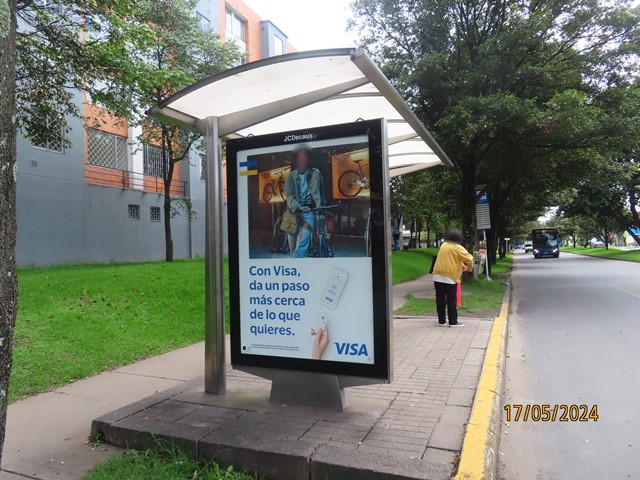 JCDecaux
Con Visa,
da un paso
más cerca
de lo que
quieres.
VISA
17/05/2024